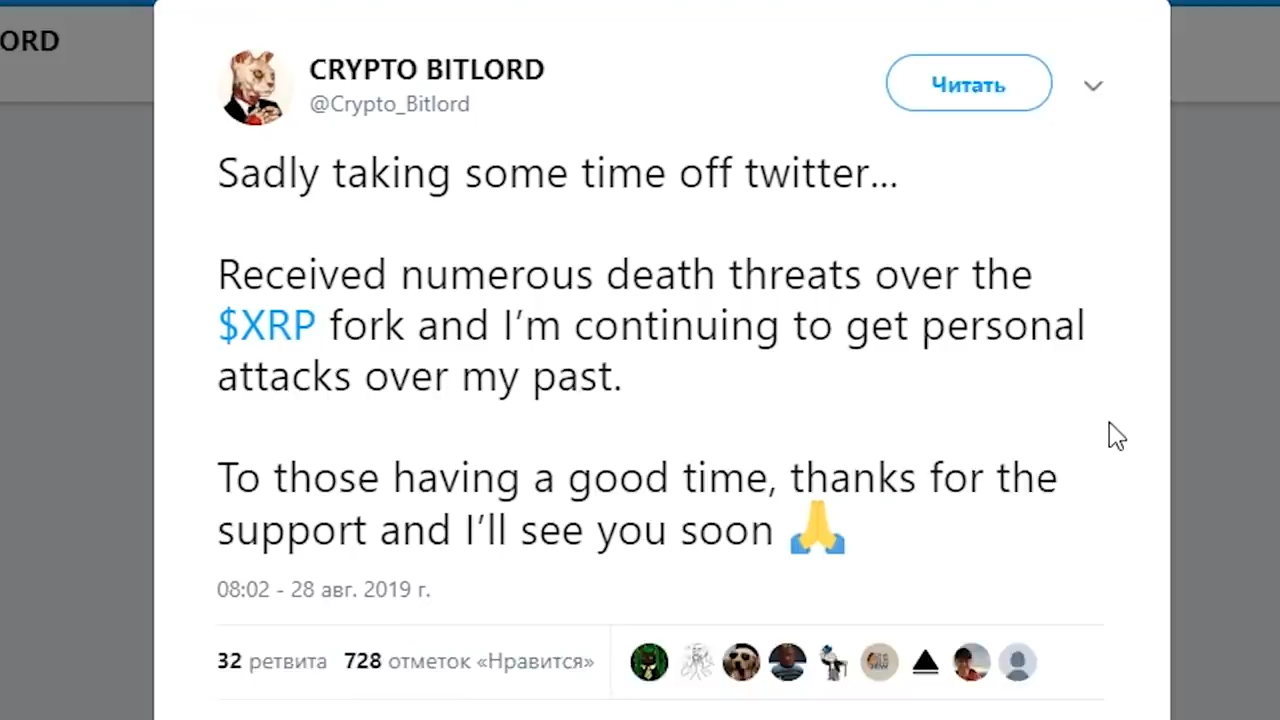 ORD
CRYPTO BITLORD
@Crypto_Bitlord
Читать
Sadly taking some time off twitter...
Received numerous death threats over the
$XRP fork and I’m continuing to get personal
attacks over my past.
To those having a good time, thanks for the
support and I’ll see you soon 🙏
08:02 - 28 авг. 2019 г.
32 ретвита 728 отметок «Нравится»